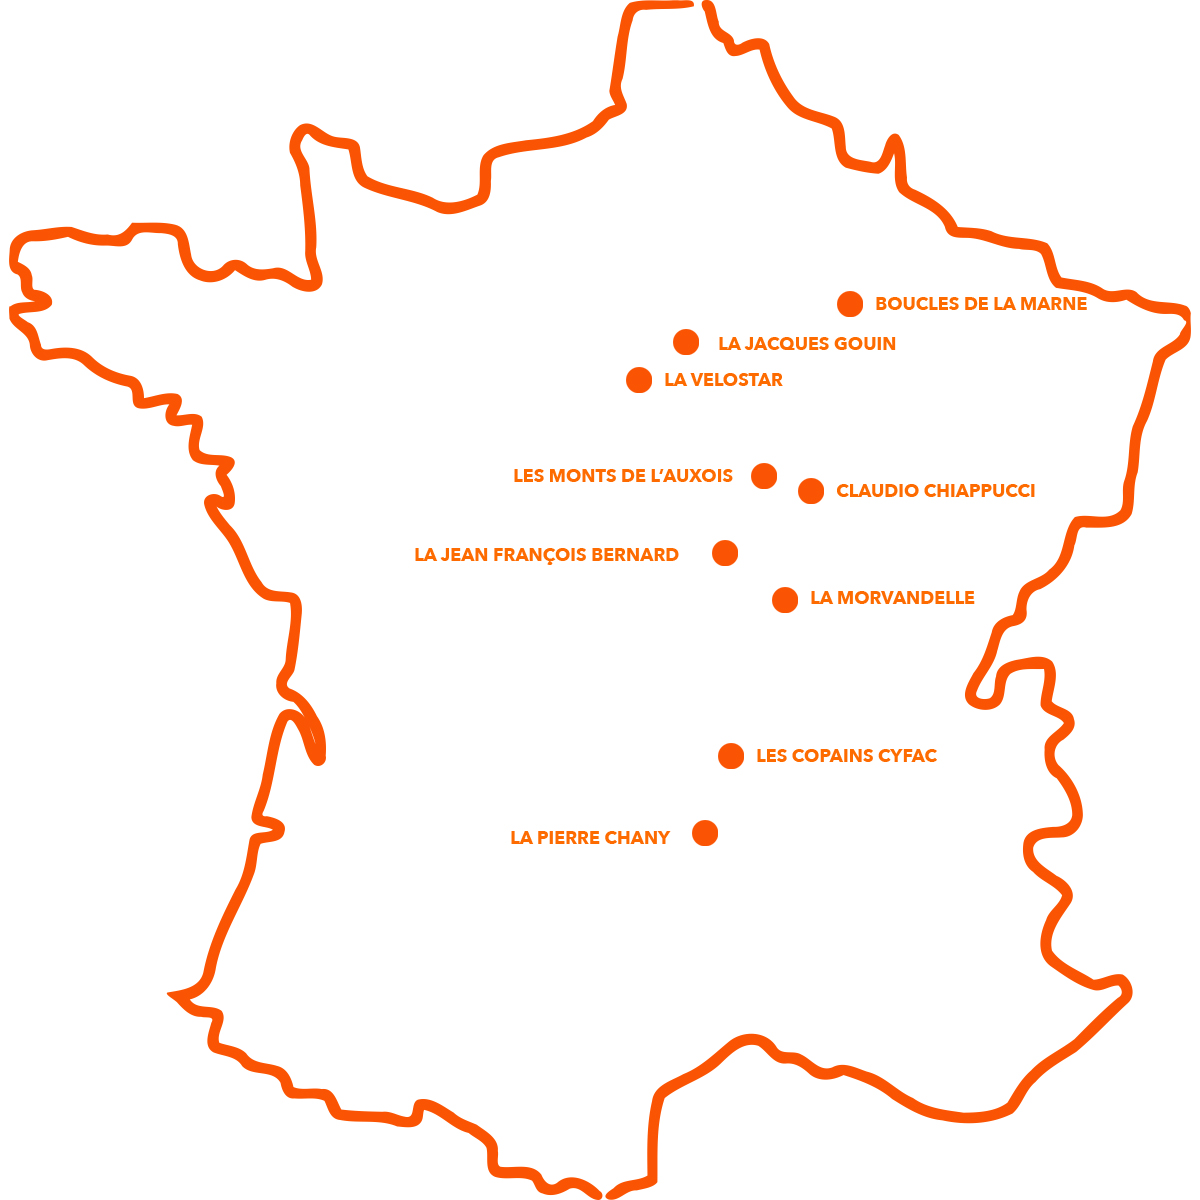 BOUCLES DE LA MARNE
LA JACQUES GOUIN
LA VELOSTAR
LES MONTS DE L’AUXOIS
CLAUDIO CHIAPPUCCI
LA JEAN FRANÇOIS BERNARD
LA MORVANDELLE
LES COPAINS CYFAC
LA PIERRE CHANY